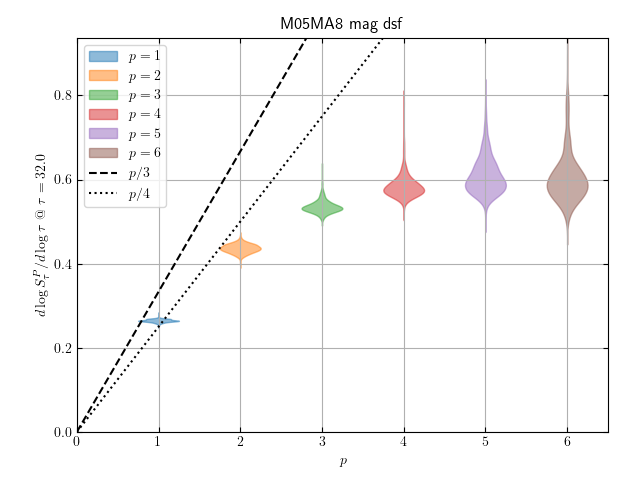 M05MA8 mag dsf
p = 1
p = 2
p = 3
p = 4
p = 5
p = 6
p/3
p/4
d log S_τ^P / d log τ @ τ = 32.0
0.8
0.6
0.4
0.2
0.0
0 1 2 3 4 5 6
p